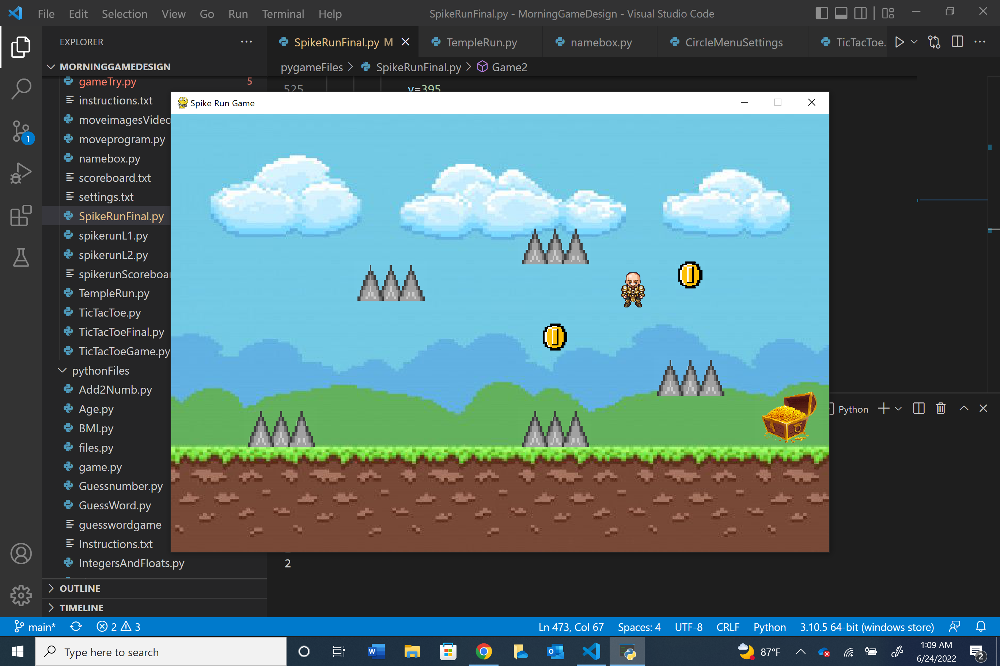 File Edit Selection View Go Run Terminal Help
SpikeRunFinal.py - MorningGameDesign - Visual Studio Code
EXPLORER
SpikeRunFinal.py M
TempleRun.py
namebox.py
CircleMenuSettings
TicTacToe.
MORNINGGAMEDESIGN
pygameFiles > SpikeRunFinal.py > Game2
gameTry.py 5
525
y=395
instructions.txt
Spike Run Game
moveimagesVideo
1
moveprogram.py
namebox.py
scoreboard.txt
settings.txt
SpikeRunFinal.py
spikerunL1.py
spikerunL2.py
spikerunScoreboar
TempleRun.py
TicTacToe.py
TicTacToeFinal.py
TicTacToeGame.py
pythonFiles
Add2Numb.py
Age.py
Python
BMI.py
files.py
game.py
Guessnumber.py
GuessWord.py
guesswordgame
Instructions.txt
IntegersAndFloats.py
2
OUTLINE
TIMELINE
main* 2 3
Ln 473, Col 67 Spaces: 4 UTF-8 CRLF Python 3.10.5 64-bit (windows store)
Type here to search
87°F
1:09 AM
6/24/2022
2